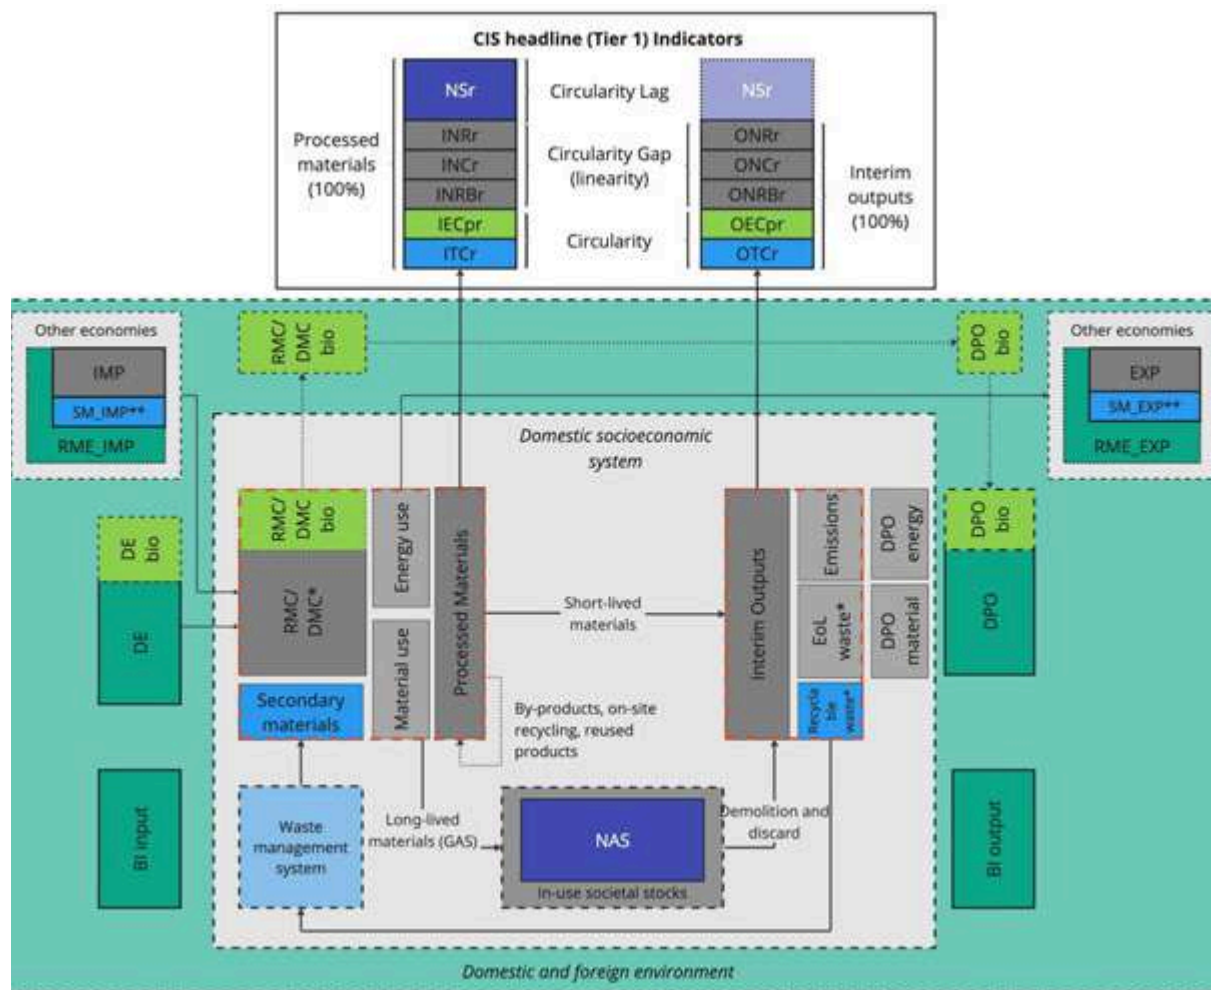 CIS headline (Tier 1) Indicators
NSr
Circularity Lag
NSr
Processed
materials
(100%)
INRr
INCr
INRBr
Circularity Gap
(linearity)
ONRr
ONCr
ONRBr
Interim
outputs
(100%)
IECpr
ITCr
Circularity
OECpr
OTCr
Other economies
IMP
SM_IMP**
RME_IMP
RMC/
DMC
bio
DPO
bio
Other economies
EXP
SM_EXP**
RME_EXP
Domestic socioeconomic
system
DE
bio
DE
RMC/
DMC
bio
RMC/
DMC*
Secondary
materials
Energy use
Material use
Processed Materials
Short-lived
materials
By-products, on-site
recycling, reused
products
Interim Outputs
Emissions
EoL
waste*
Recycla
ble
waste*
DPO
energy
DPO
material
DPO
bio
DPO
BI input
Waste
management
system
Long-lived
materials (GAS)
NAS
In-use societal stocks
Demolition and
discard
BI output
Domestic and foreign environment